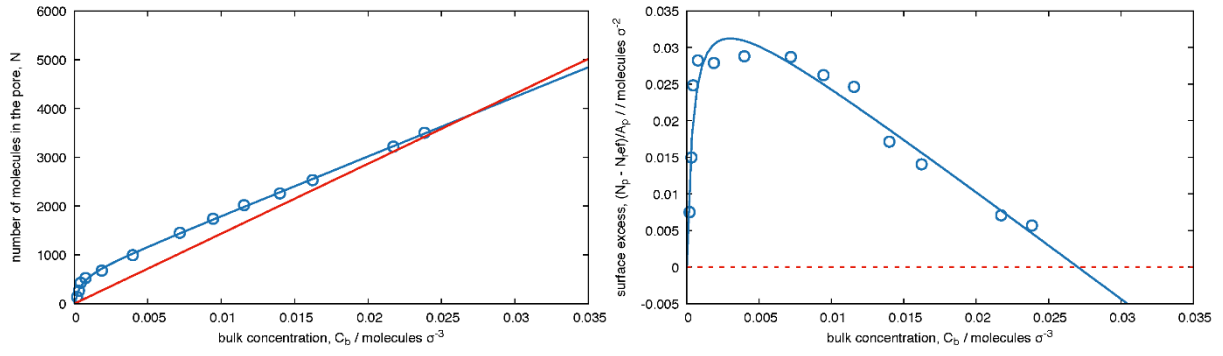 number of molecules in the pore, N
6000
5000
4000
3000
2000
1000
0
0 0.005 0.01 0.015 0.02 0.025 0.03 0.035
bulk concentration, C_b / molecules σ⁻³
surface excess, (N_p - N_ref)/A_p / / molecules σ⁻²
0.035
0.03
0.025
0.02
0.015
0.01
0.005
0
-0.005
0 0.005 0.01 0.015 0.02 0.025 0.03 0.035
bulk concentration, C_b / molecules σ⁻³